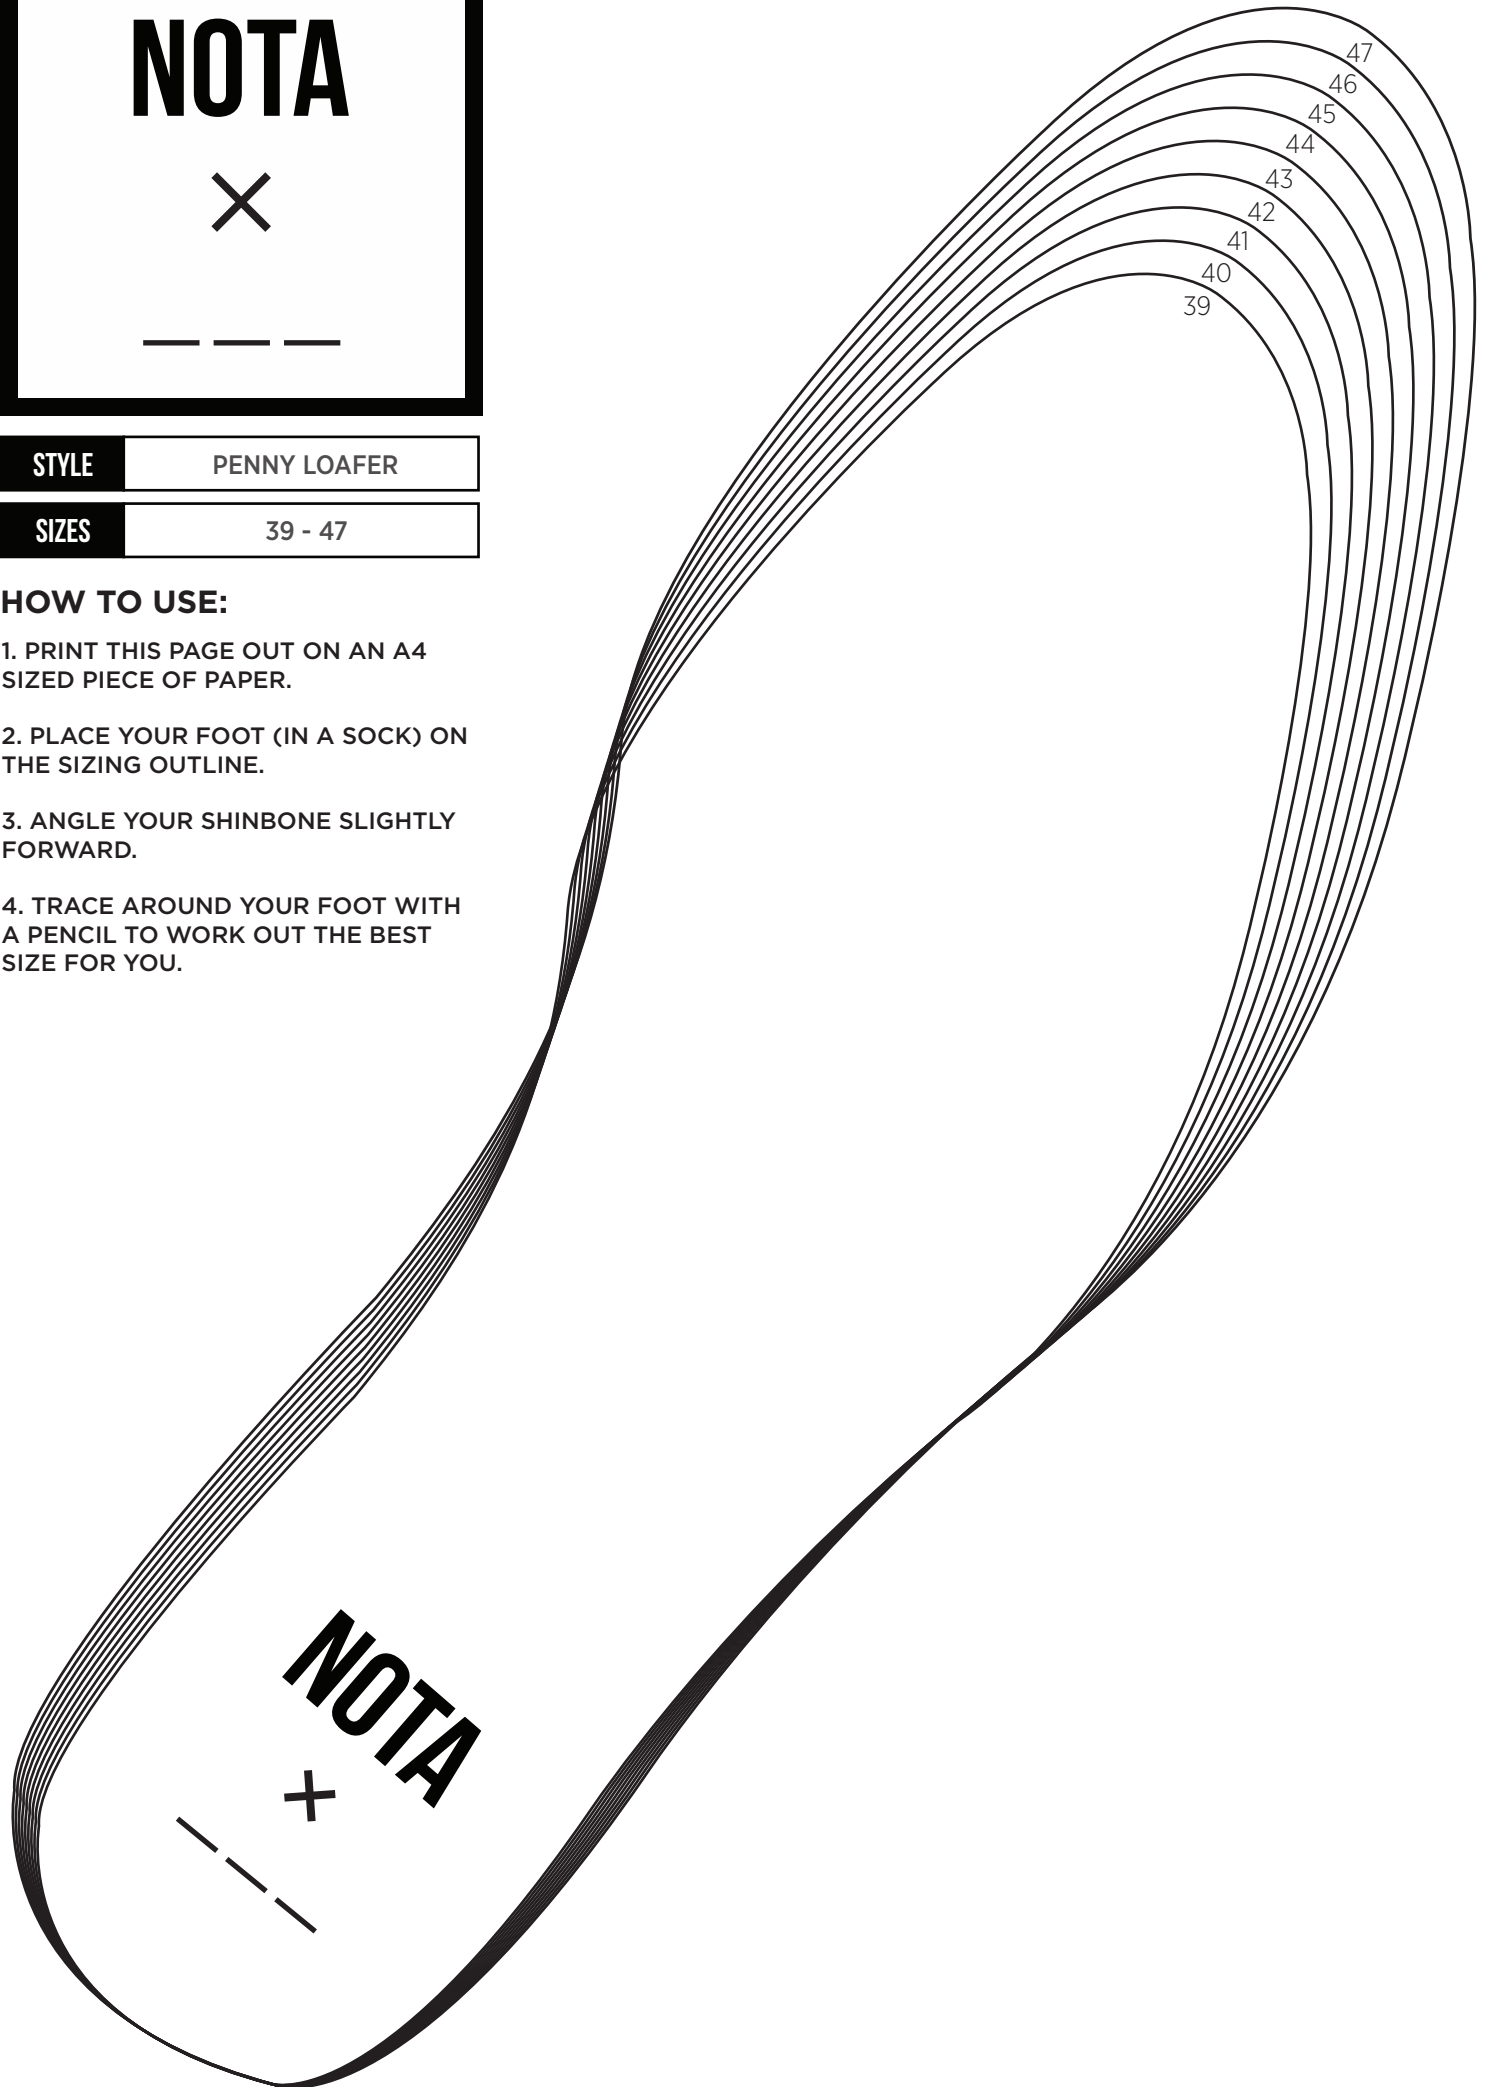 NOTA
STYLE PENNY LOAFER
SIZES 39 - 47
HOW TO USE:
1. PRINT THIS PAGE OUT ON AN A4
SIZED PIECE OF PAPER.
2. PLACE YOUR FOOT (IN A SOCK) ON
THE SIZING OUTLINE.
3. ANGLE YOUR SHINBONE SLIGHTLY
FORWARD.
4. TRACE AROUND YOUR FOOT WITH
A PENCIL TO WORK OUT THE BEST
SIZE FOR YOU.
47
46
45
44
43
42
41
40
39
NOTA